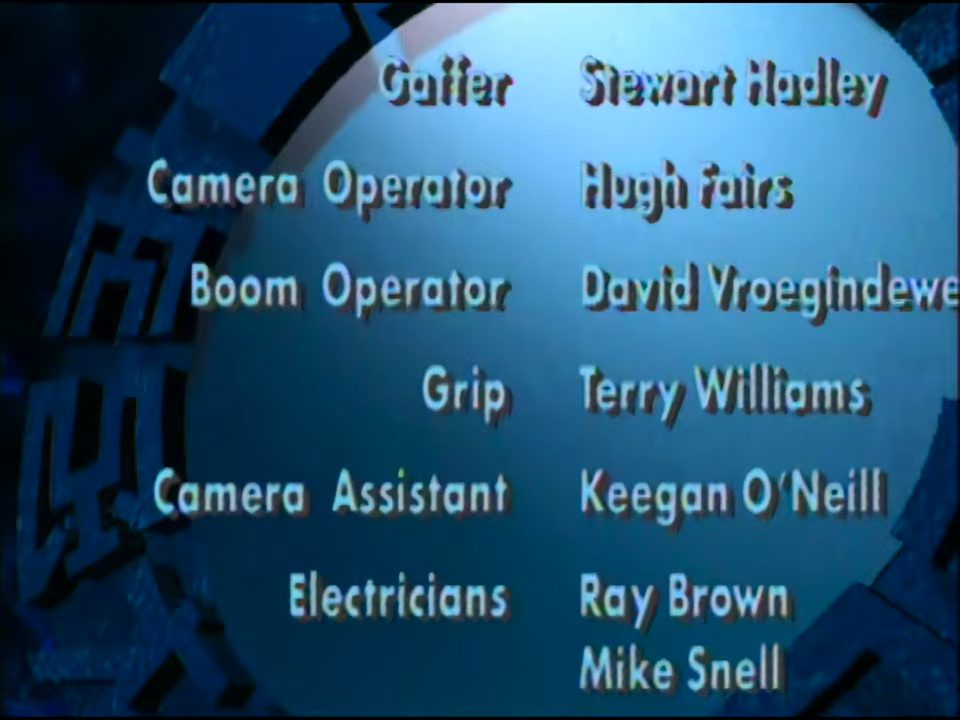 Gaffer Stewart Hadley
Camera Operator Hugh Fairs
Boom Operator David Vroegindewe
Grip Terry Williams
Camera Assistant Keegan O'Neill
Electricians Ray Brown
Mike Snell